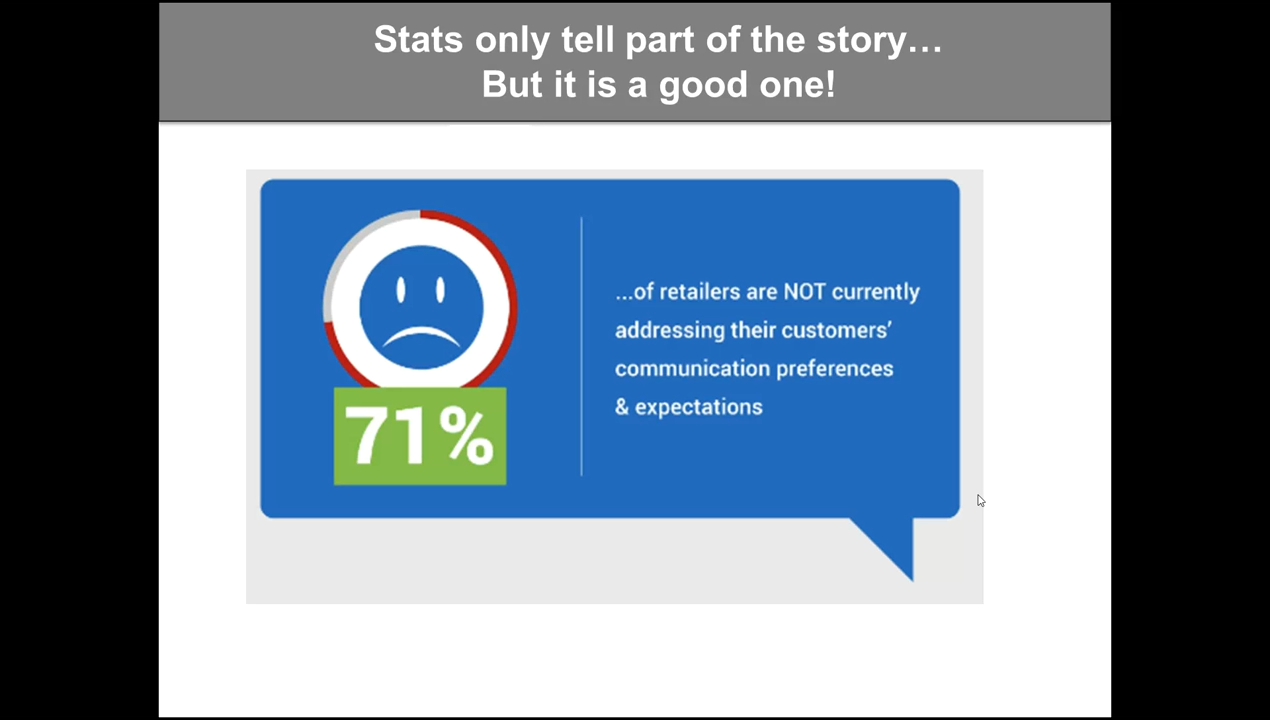 Stats only tell part of the story…
But it is a good one!
...of retailers are NOT currently
addressing their customers’
communication preferences
& expectations
71%